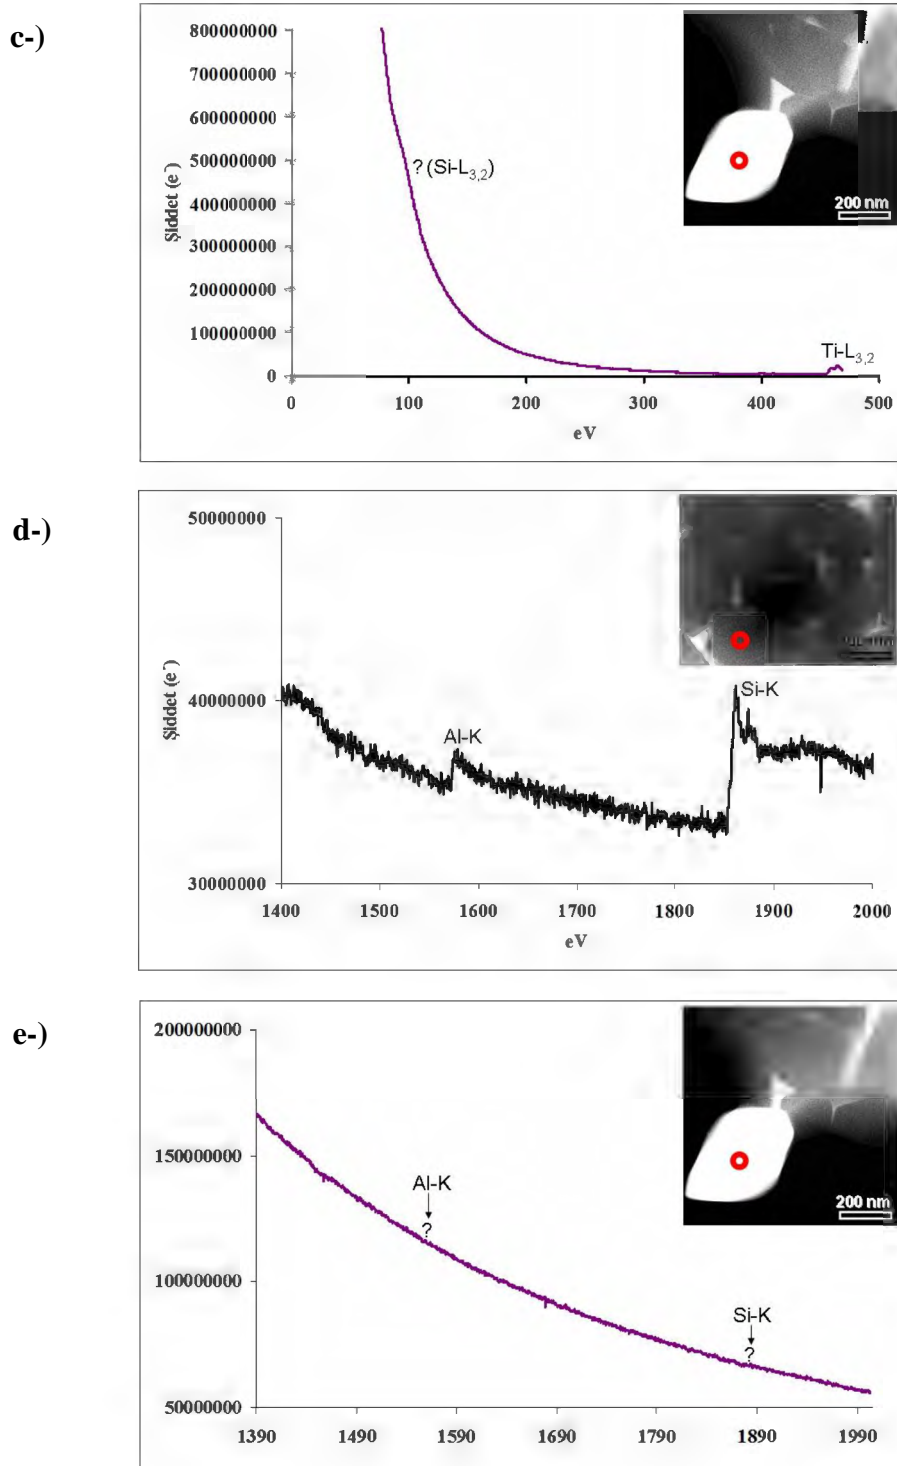 c-)
800000000
700000000
600000000
500000000
400000000
300000000
200000000
100000000
0
Şiddet (e-)
? (Si-L3,2)
Ti-L3,2
200 nm
0 100 200 300 400 500
eV
d-)
50000000
40000000
30000000
Şiddet (e-)
Al-K
Si-K
1400 1500 1600 1700 1800 1900 2000
eV
e-)
200000000
150000000
100000000
50000000
Al-K
?
Si-K
?
200 nm
1390 1490 1590 1690 1790 1890 1990